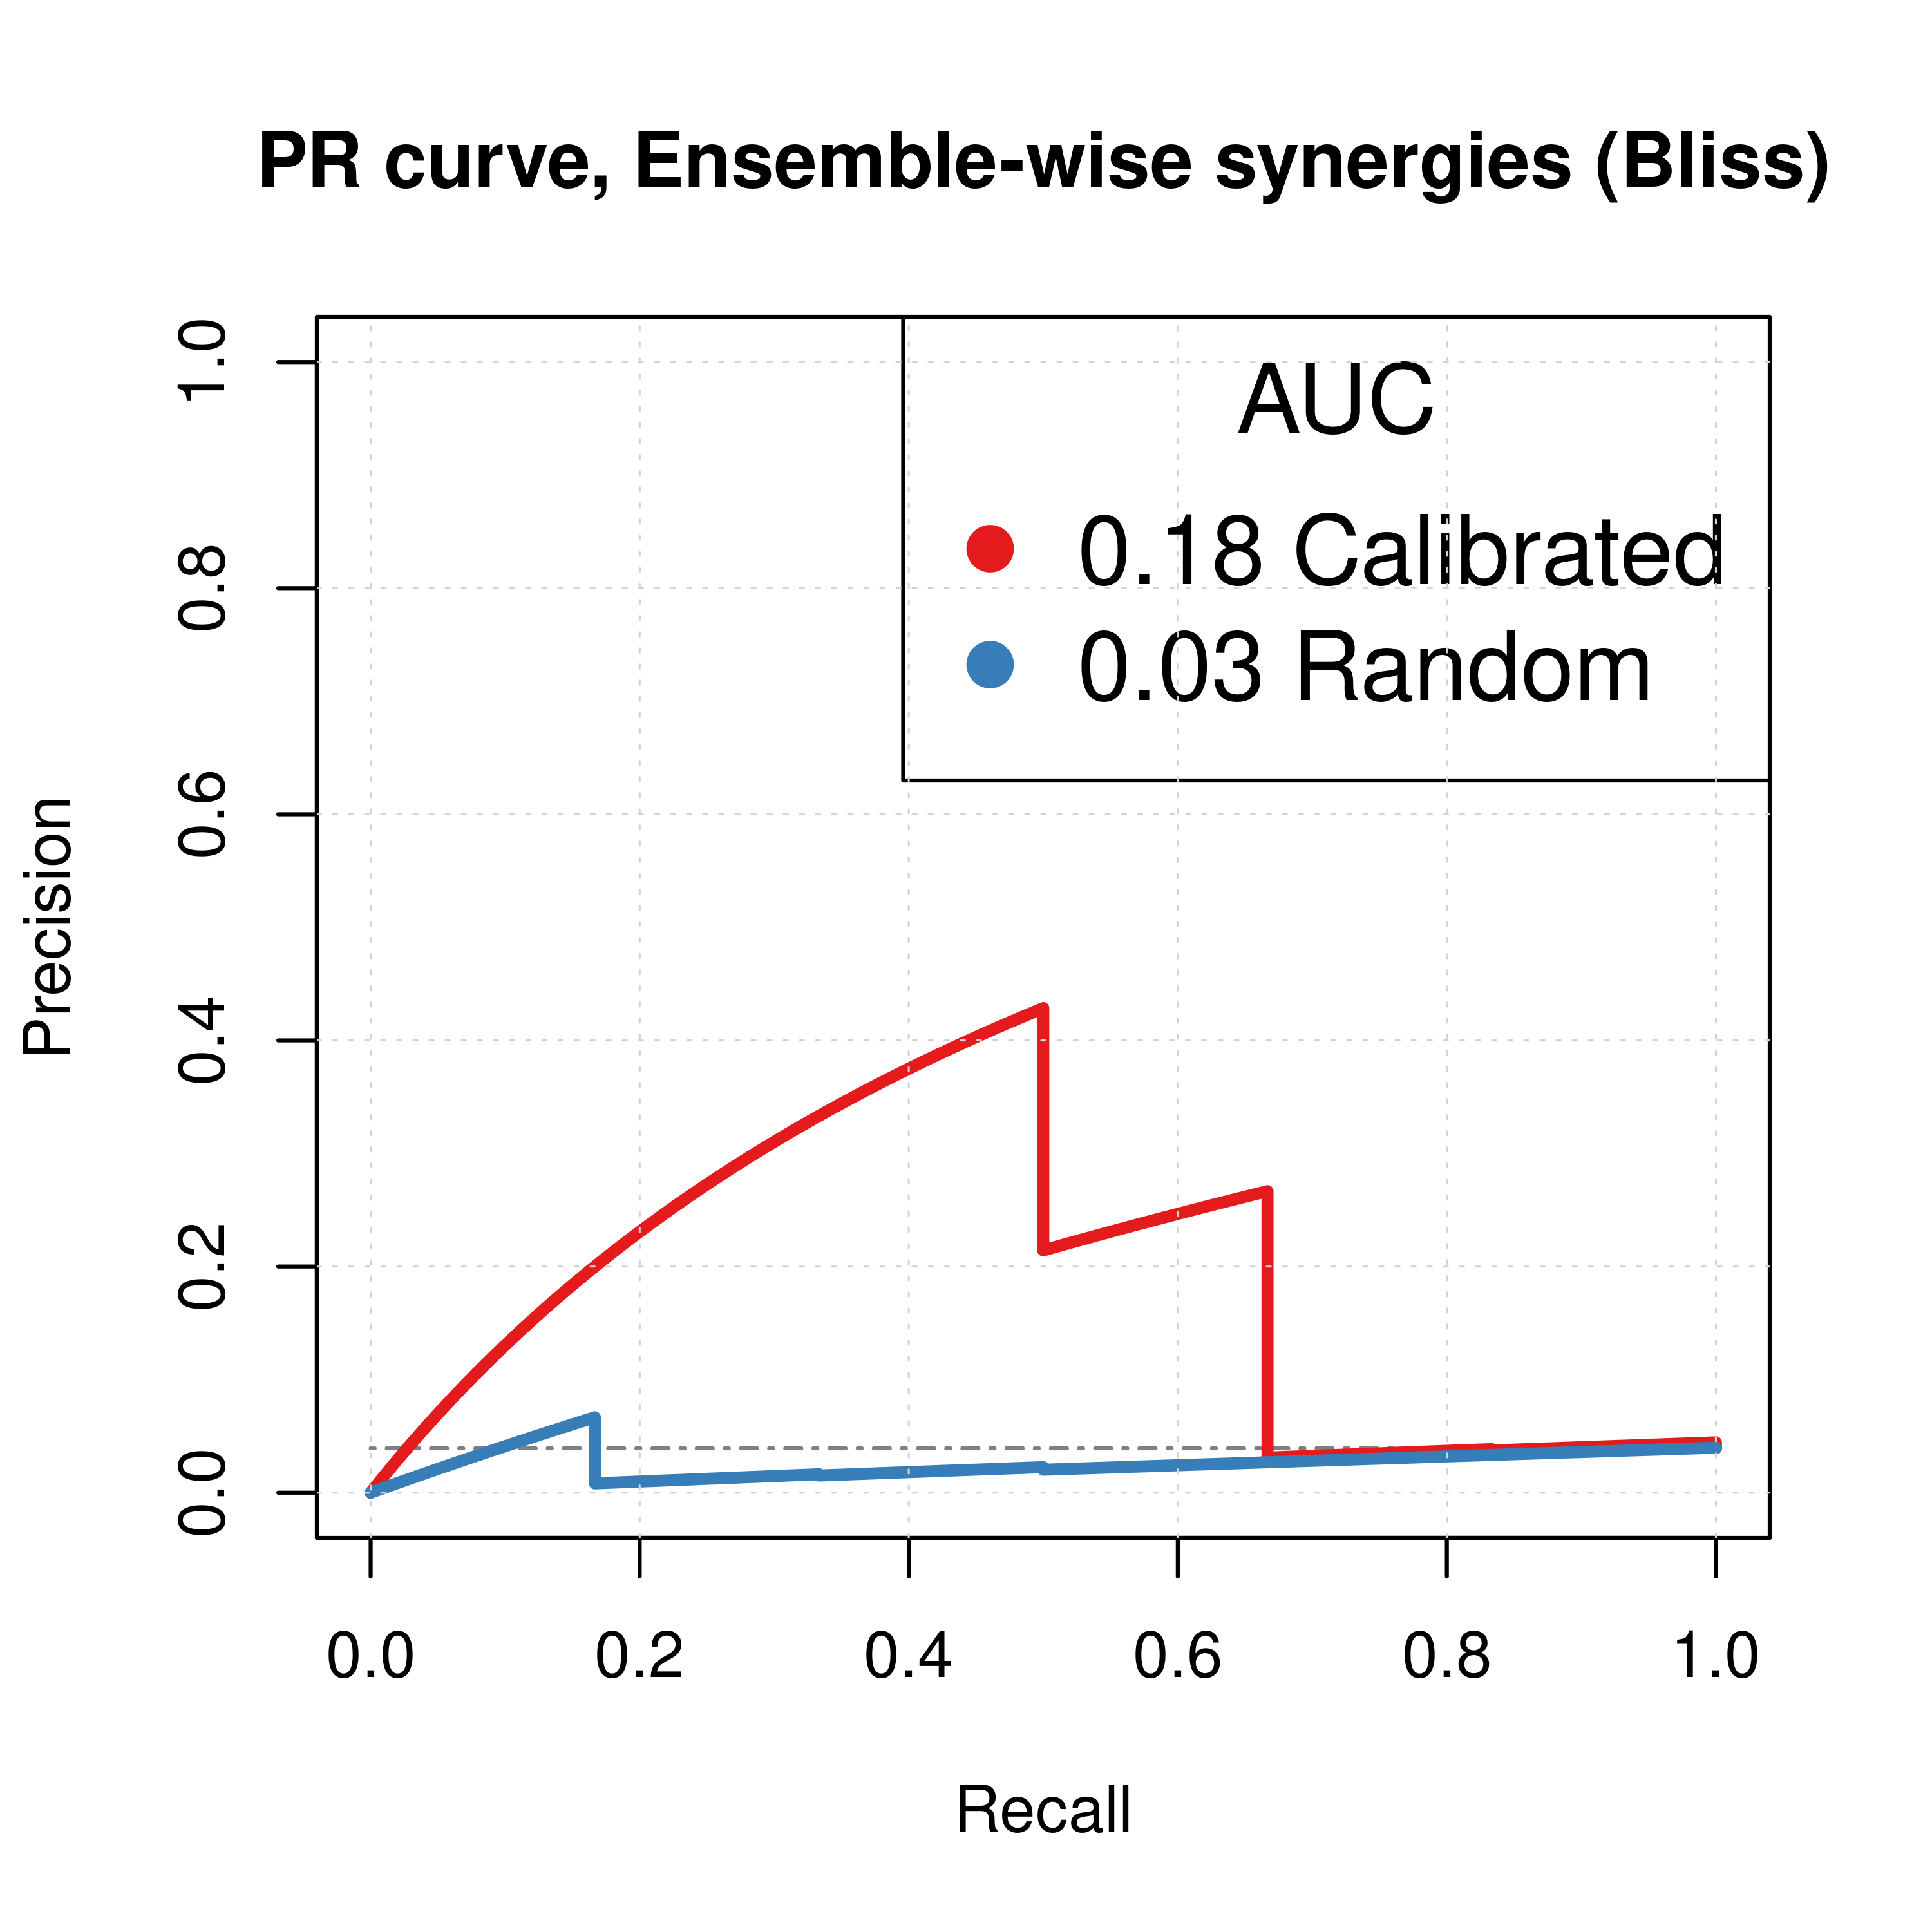 PR curve, Ensemble-wise synergies (Bliss)
AUC
0.18 Calibrated
0.03 Random
Precision
1.0
0.8
0.6
0.4
0.2
0.0
0.0 0.2 0.4 0.6 0.8 1.0
Recall